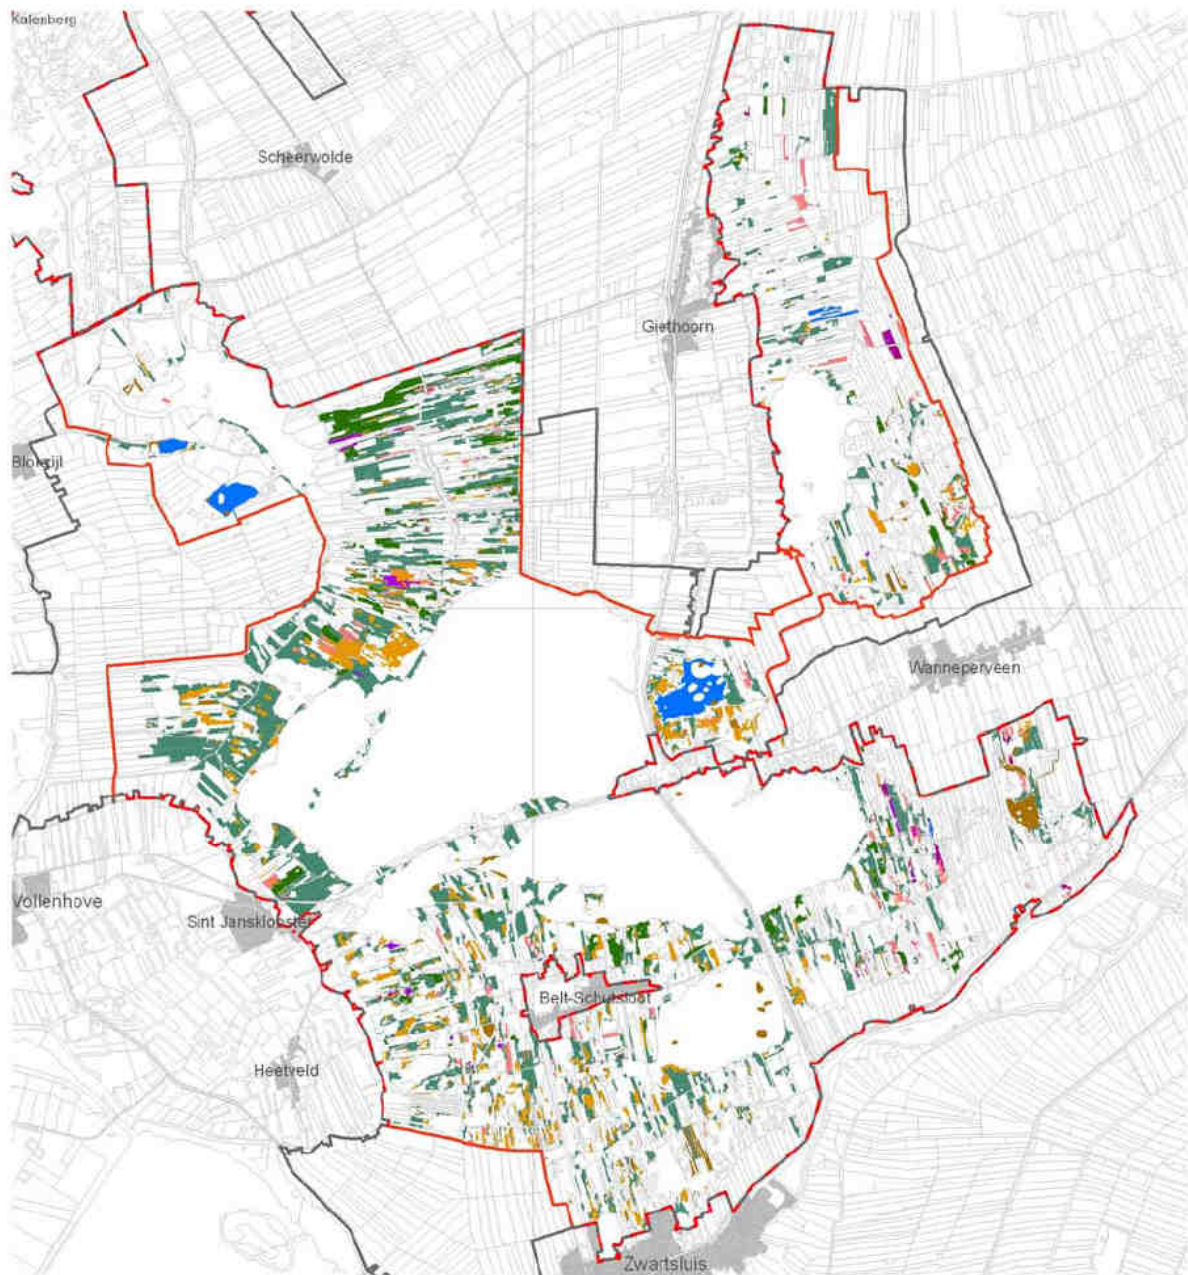 Kalenberg
Scheerwolde
Giethoorn
Blokzijl
Wanneperveen
Vollenhove
Sint Jansklooster
Belt-Schutsloot
Heetveld
Zwartsluis